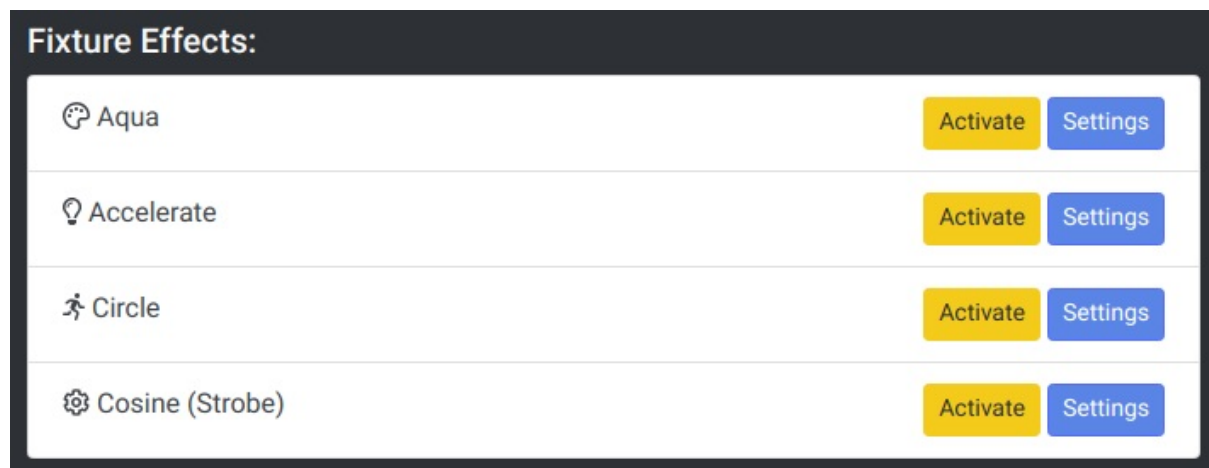 Fixture Effects:
Aqua Activate Settings
Accelerate Activate Settings
Circle Activate Settings
Cosine (Strobe) Activate Settings